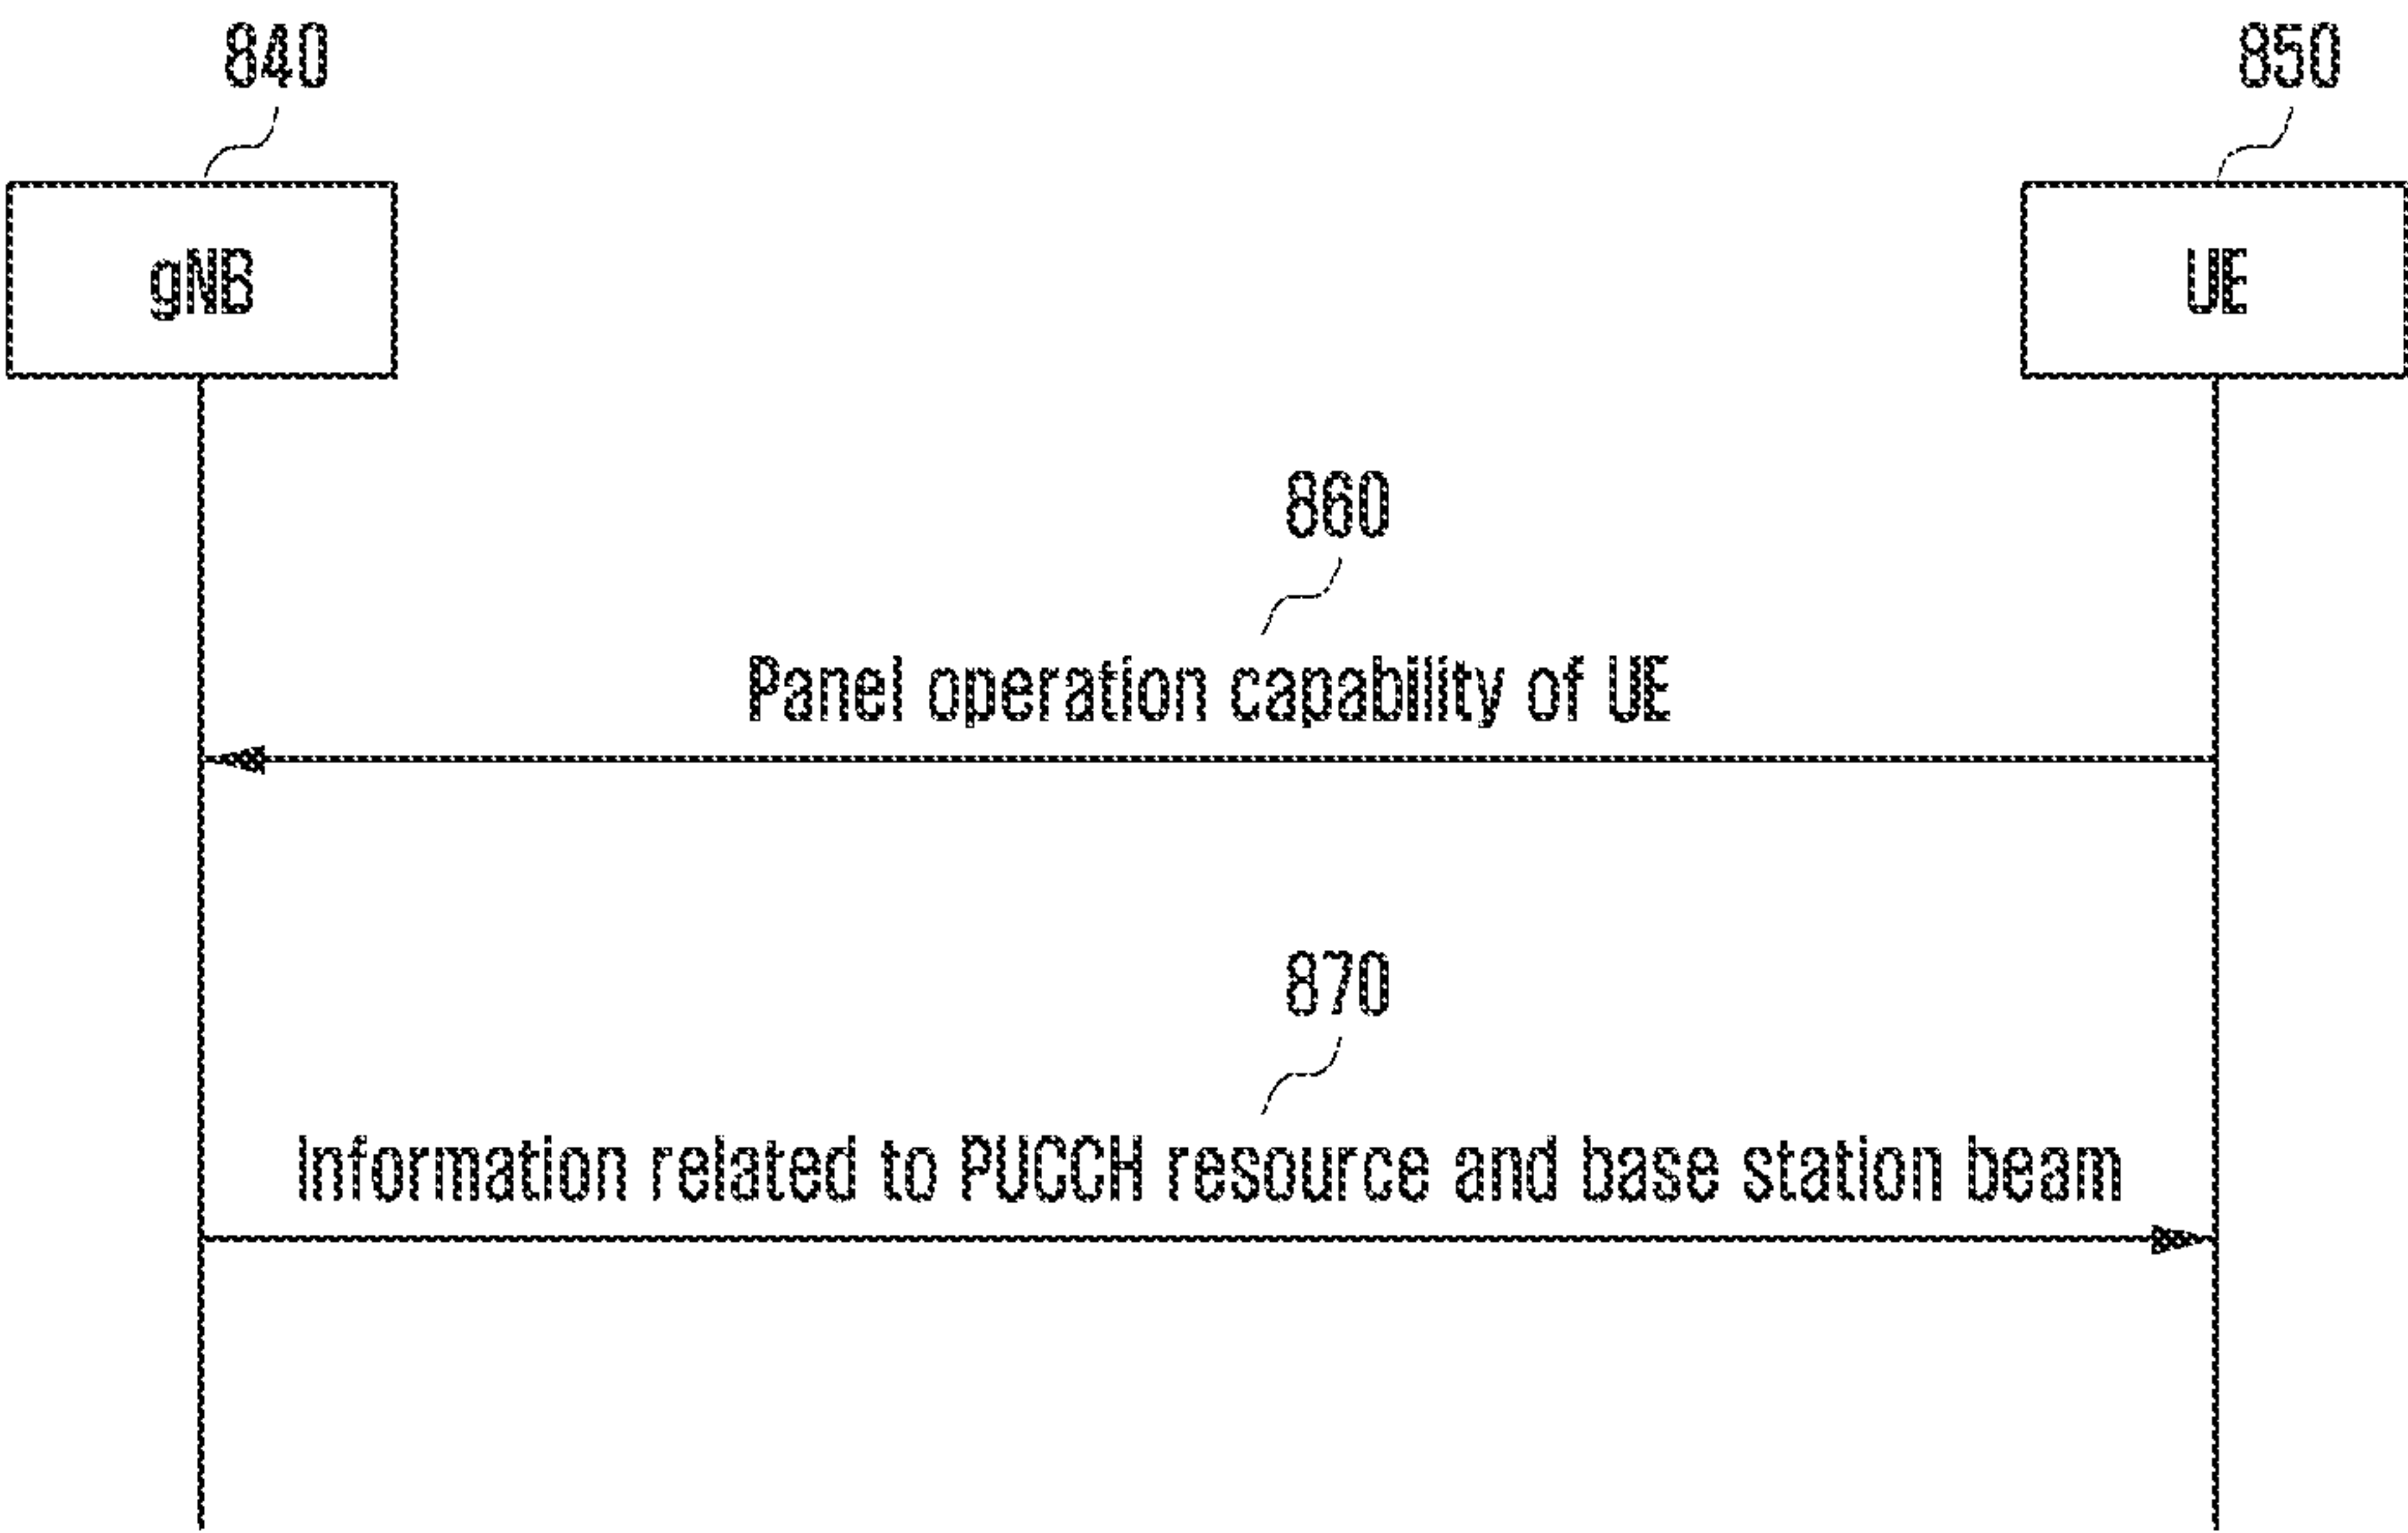 840
850
gNB
UE
860
Panel operation capability of UE
870
Information related to PUCCH resource and base station beam